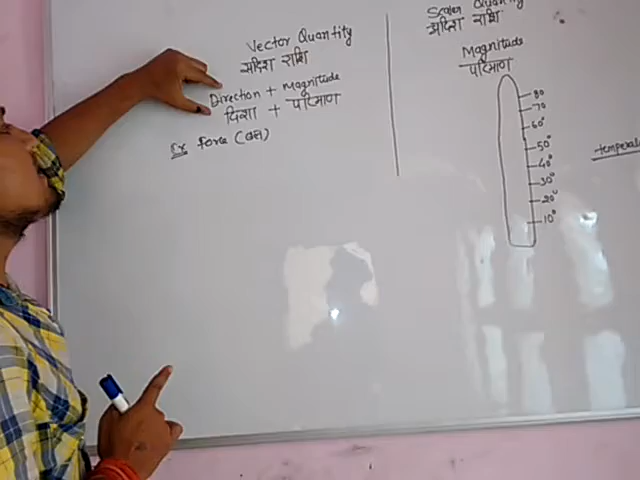 Vector Quantity
सदिश राशि
Direction + Magnitude
दिशा + परिमाण
Ex force (बल)
Scalar Quantity
अदिश राशि
Magnitude
परिमाण
80
70
60°
50°
40°
30°
20°
10°